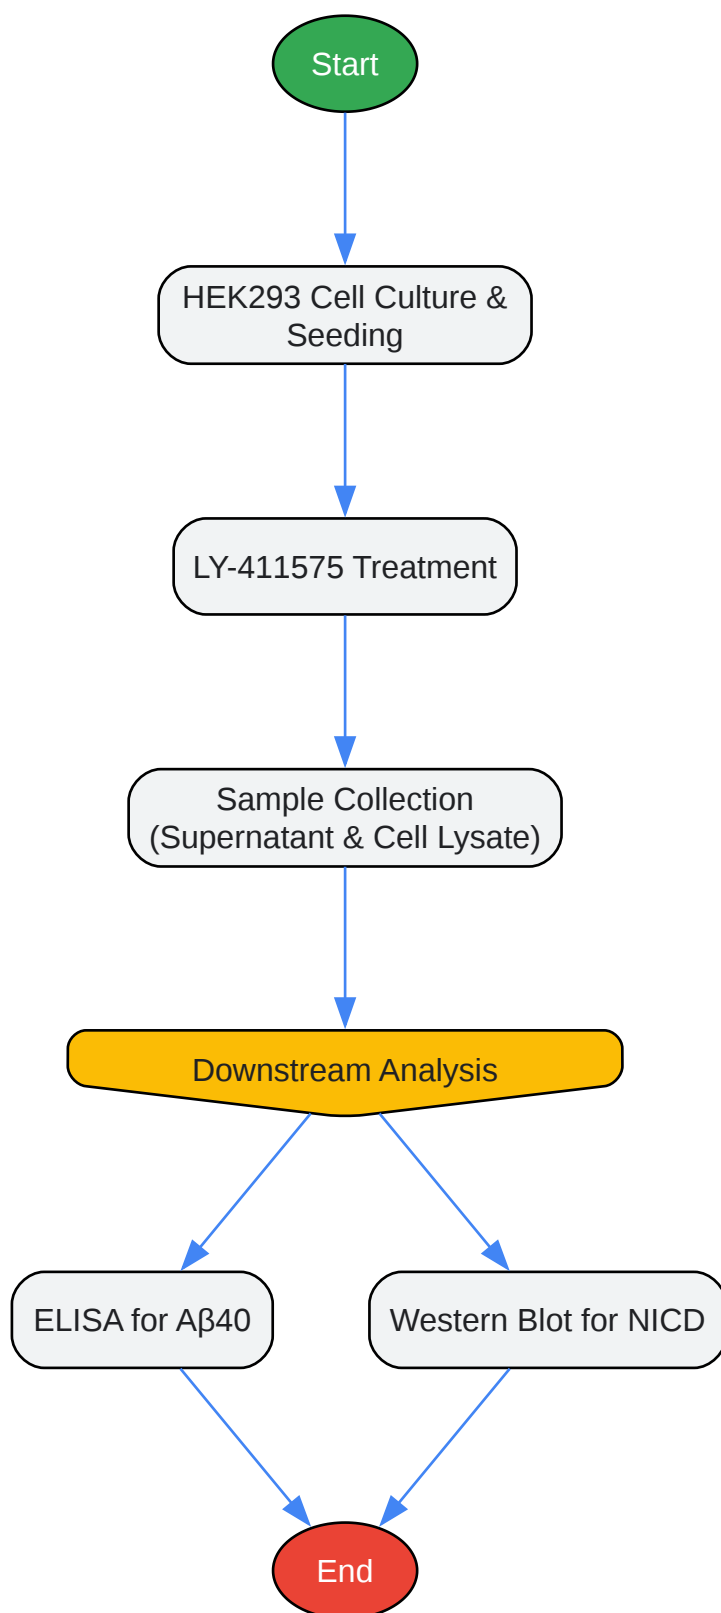 Start
HEK293 Cell Culture &
Seeding
LY-411575 Treatment
Sample Collection
(Supernatant & Cell Lysate)
Downstream Analysis
ELISA for Aβ40
Western Blot for NICD
End